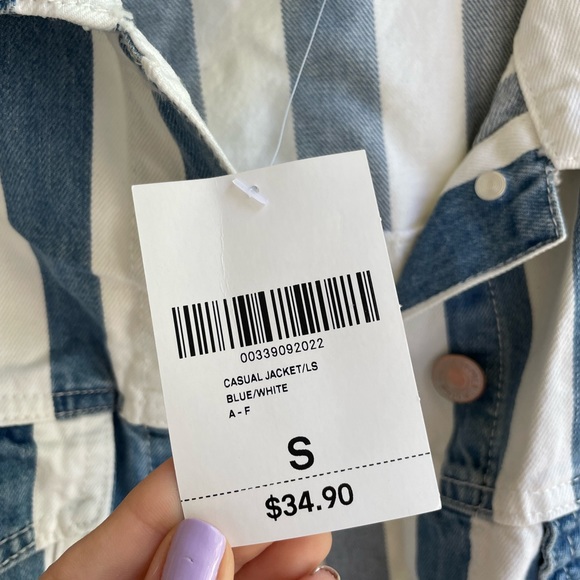 00339092022
CASUAL JACKET/LS
BLUE/WHITE
A - F
S
$34.90